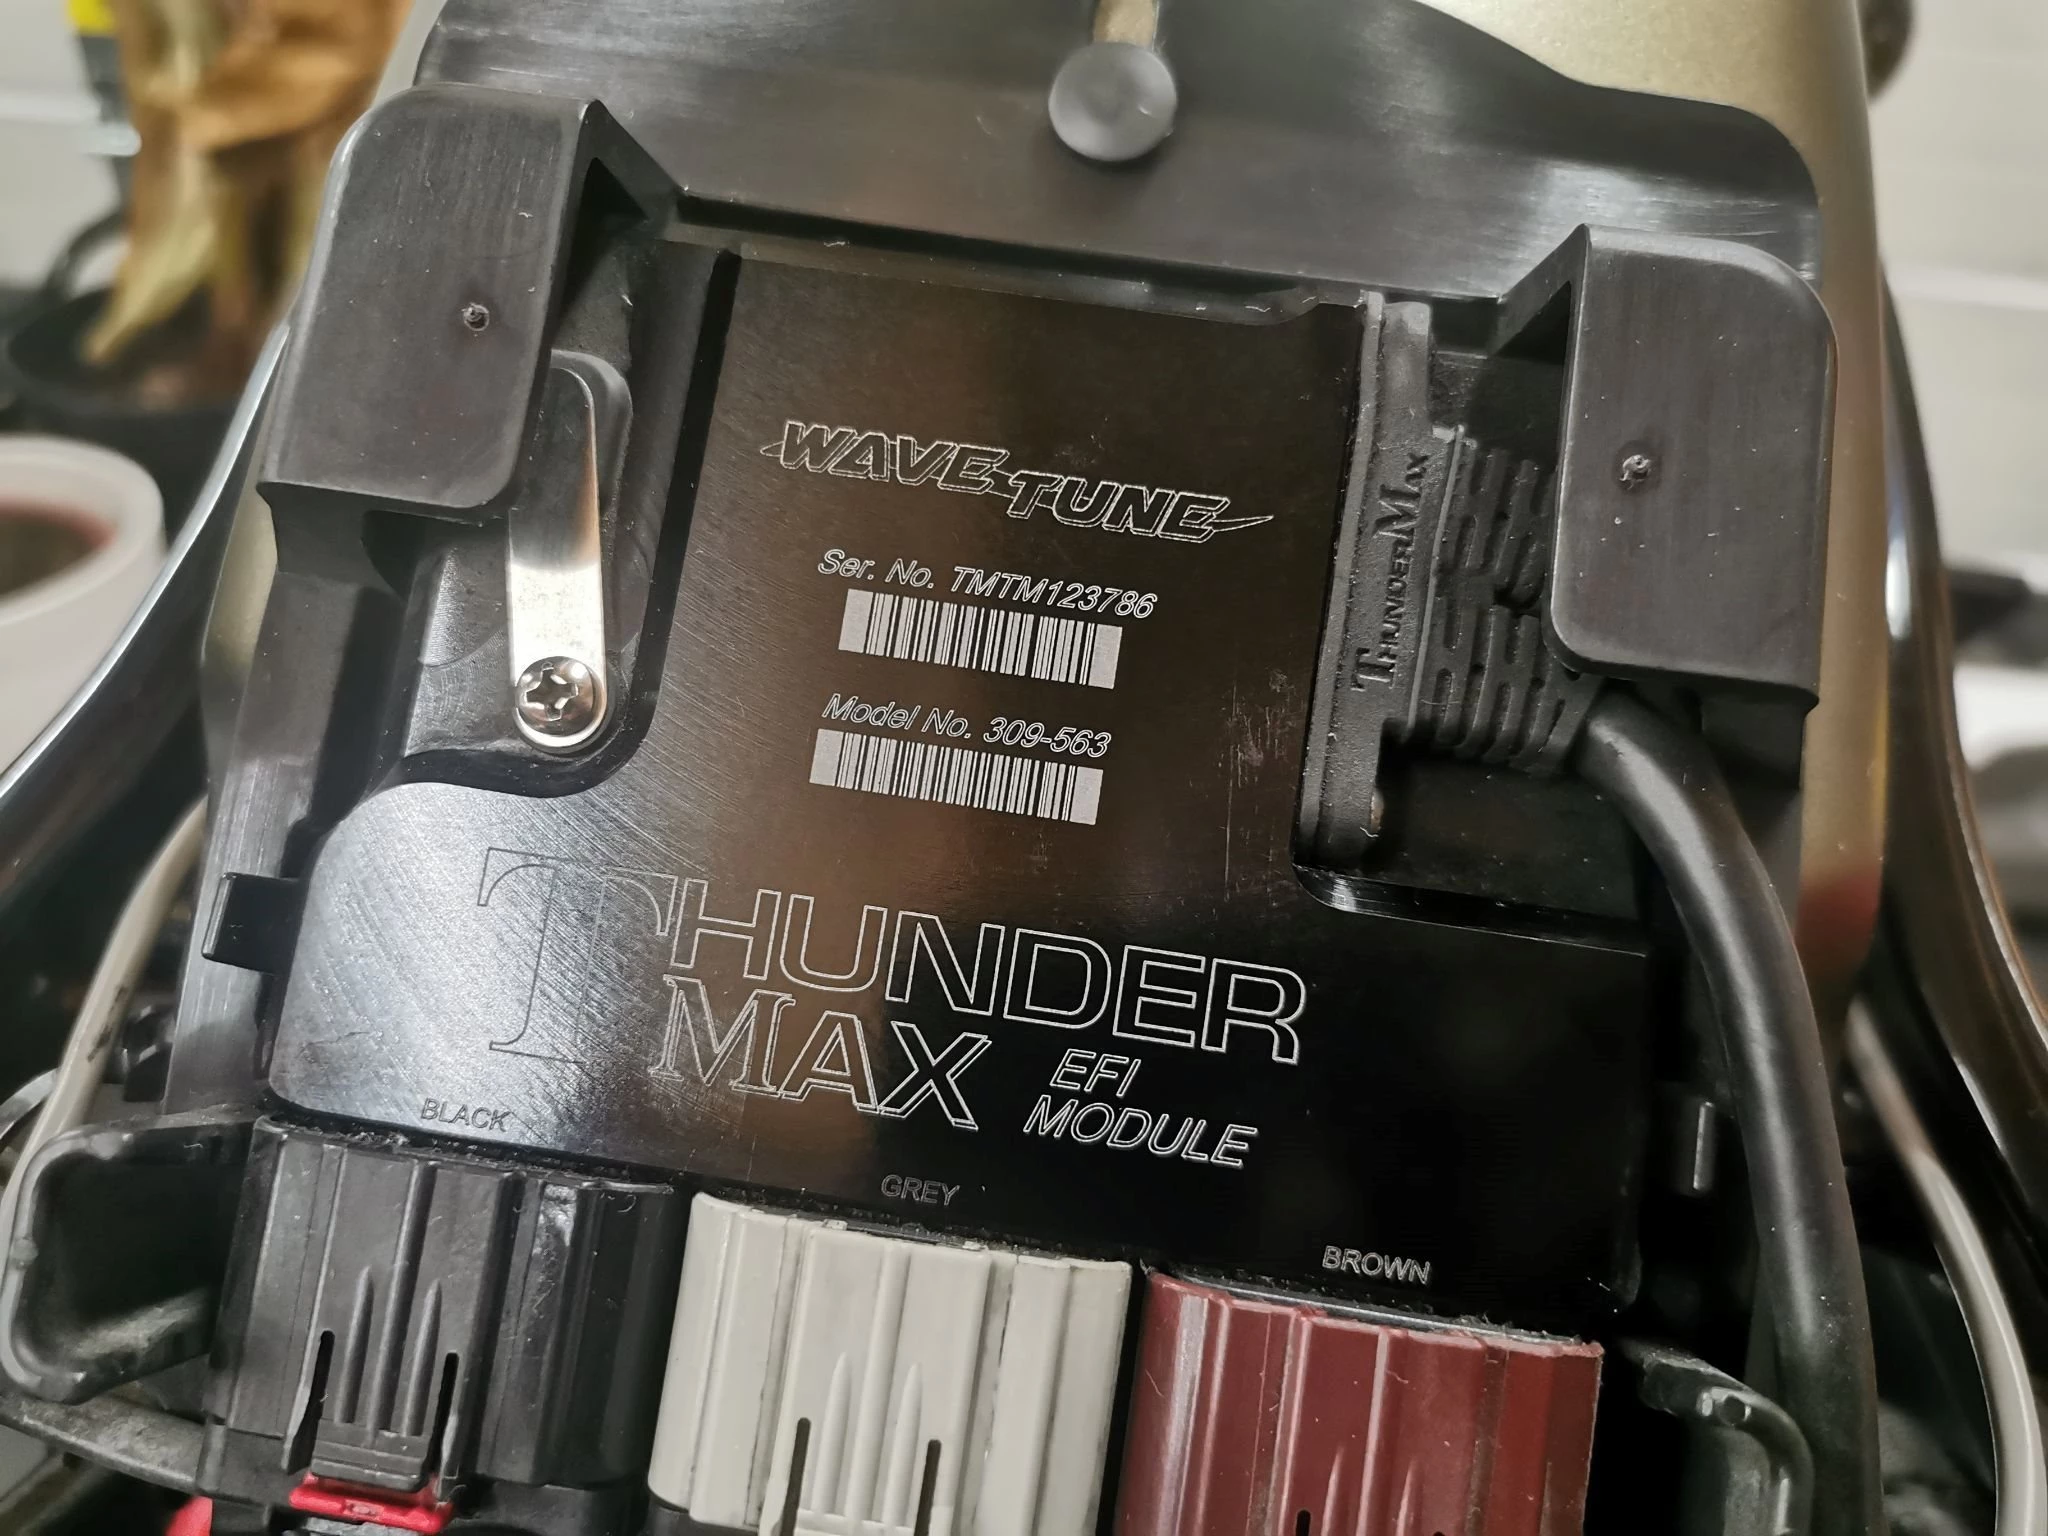 WAVE TUNE
Ser. No. TMTM123786
Model No. 309-563
THUNDERMAX
THUNDER
MAX
EFI
MODULE
BLACK
GREY
BROWN